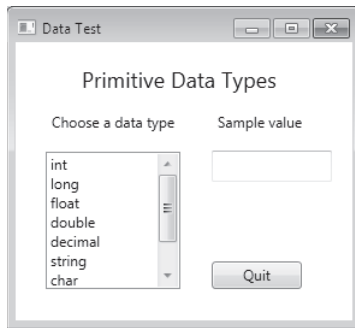 Data Test
Primitive Data Types
Choose a data type
Sample value
int
long
float
double
decimal
string
char
Quit